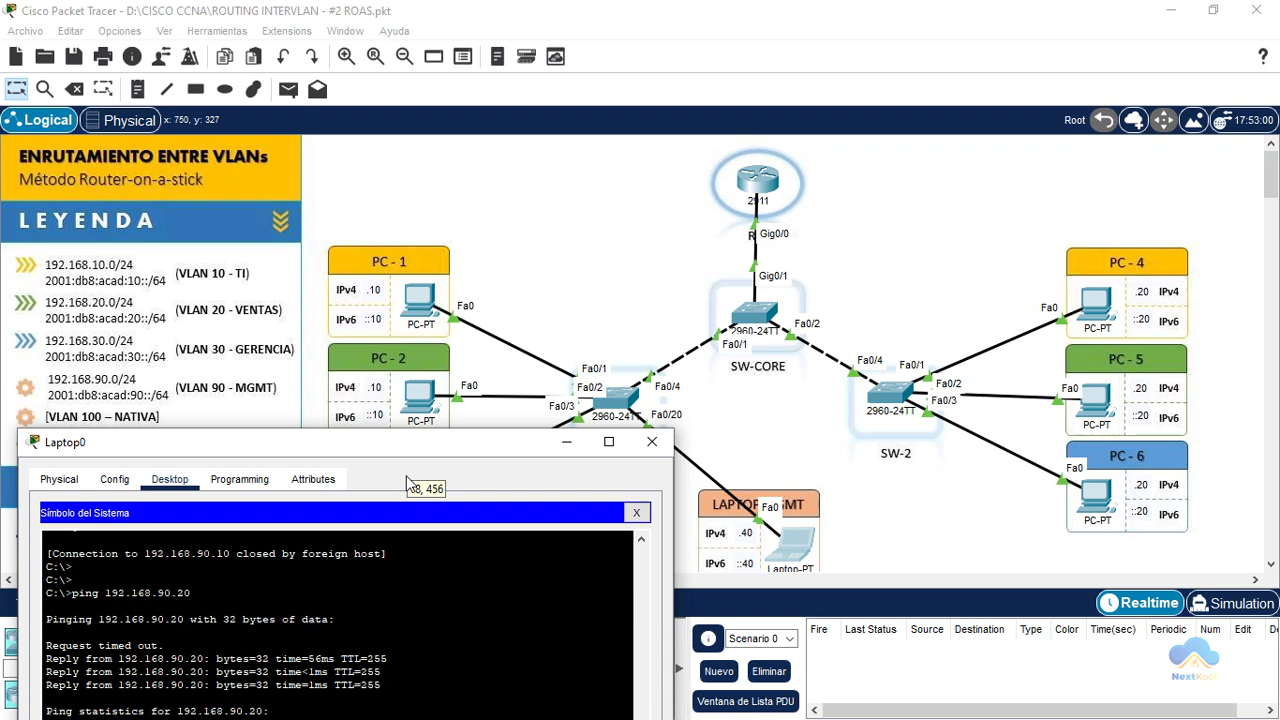 Cisco Packet Tracer - D:\CISCO CCNA\ROUTING INTERVLAN - #2 ROAS.pkt
Archivo Editar Opciones Ver Herramientas Extensions Window Ayuda
Logical Physical x: 750, y: 327 Root 17:53:00
ENRUTAMIENTO ENTRE VLANs
Método Router-on-a-stick
LEYENDA
192.168.10.0/24
2001:db8:acad:10::/64 (VLAN 10 - TI)
192.168.20.0/24
2001:db8:acad:20::/64 (VLAN 20 - VENTAS)
192.168.30.0/24
2001:db8:acad:30::/64 (VLAN 30 - GERENCIA)
192.168.90.0/24
2001:db8:acad:90::/64 (VLAN 90 - MGMT)
[VLAN 100 – NATIVA]
PC - 1
IPv4 .10
IPv6 ::10
PC-PT
Fa0
PC - 2
IPv4 .10
IPv6 ::10
PC-PT
Fa0
2911
R
Gig0/0
Gig0/1
2960-24TT
Fa0/2
Fa0/1
SW-CORE
Fa0/1
Fa0/2
Fa0/3
Fa0/4
2960-24TT
Fa0/20
Fa0/4
Fa0/1
Fa0/2
Fa0/3
2960-24TT
SW-2
PC - 4
.20 IPv4
::20 IPv6
PC-PT
Fa0
PC - 5
.20 IPv4
::20 IPv6
PC-PT
Fa0
PC - 6
.20 IPv4
::20 IPv6
PC-PT
Fa0
LAPTOP MGMT
Fa0
IPv4 .40
IPv6 ::40
Laptop-PT
Laptop0
Physical Config Desktop Programming Attributes
Símbolo del Sistema X
[Connection to 192.168.90.10 closed by foreign host]
C:\>
C:\>
C:\>ping 192.168.90.20
Pinging 192.168.90.20 with 32 bytes of data:
Request timed out.
Reply from 192.168.90.20: bytes=32 time=56ms TTL=255
Reply from 192.168.90.20: bytes=32 time<1ms TTL=255
Reply from 192.168.90.20: bytes=32 time=1ms TTL=255
Ping statistics for 192.168.90.20:
Realtime Simulation
Scenario 0
Nuevo Eliminar
Ventana de Lista PDU
Fire Last Status Source Destination Type Color Time(sec) Periodic Num Edit
NextKool